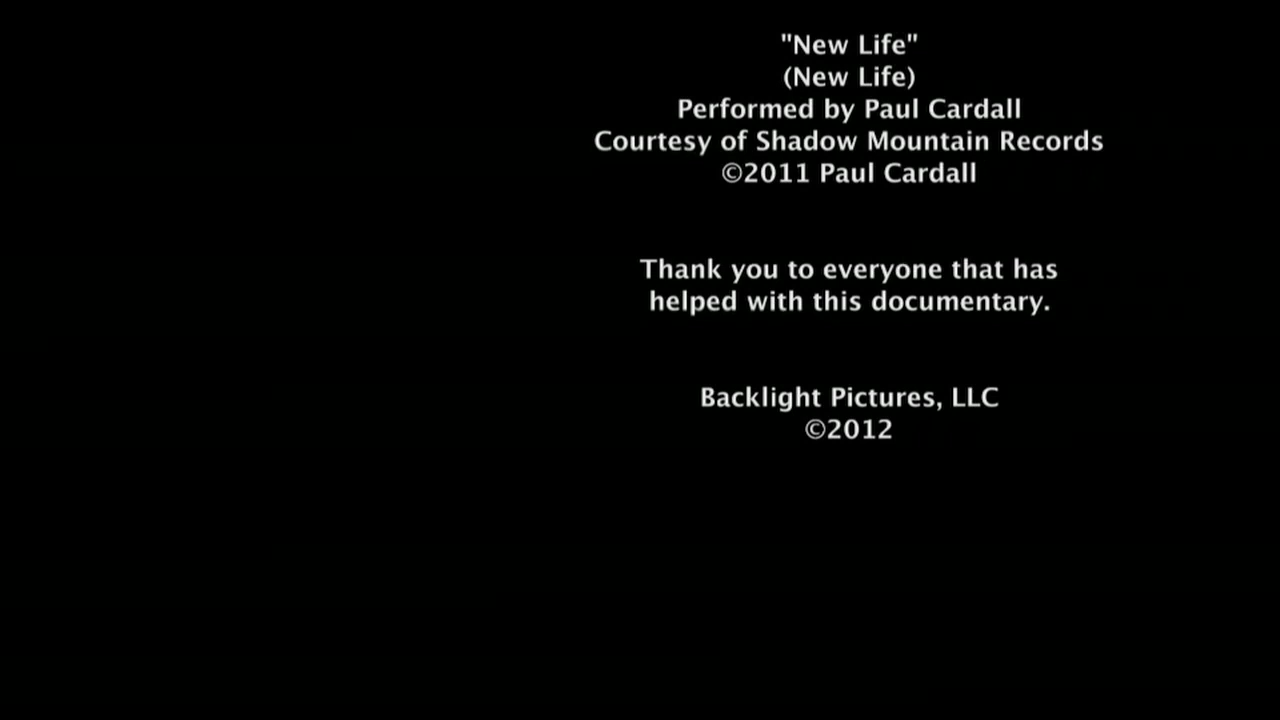 "New Life"
(New Life)
Performed by Paul Cardall
Courtesy of Shadow Mountain Records
©2011 Paul Cardall
Thank you to everyone that has
helped with this documentary.
Backlight Pictures, LLC
©2012